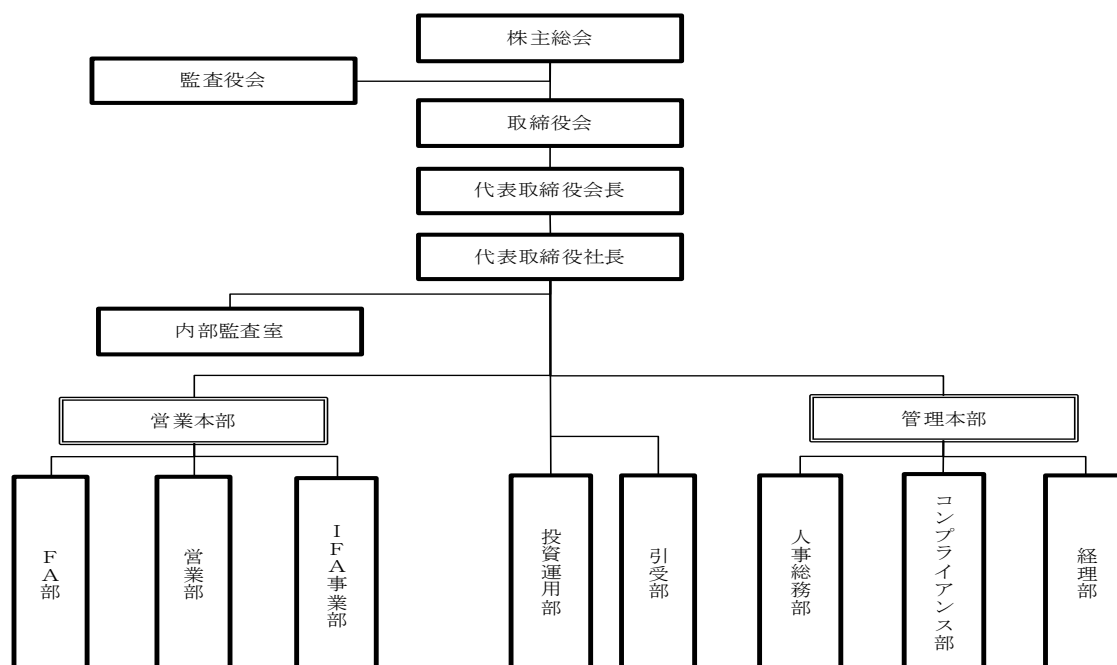 株主総会
監査役会
取締役会
代表取締役会長
代表取締役社長
内部監査室
営業本部
管理本部
FA部
営業部
IFA事業部
投資運用部
引受部
人事総務部
コンプライアンス部
経理部